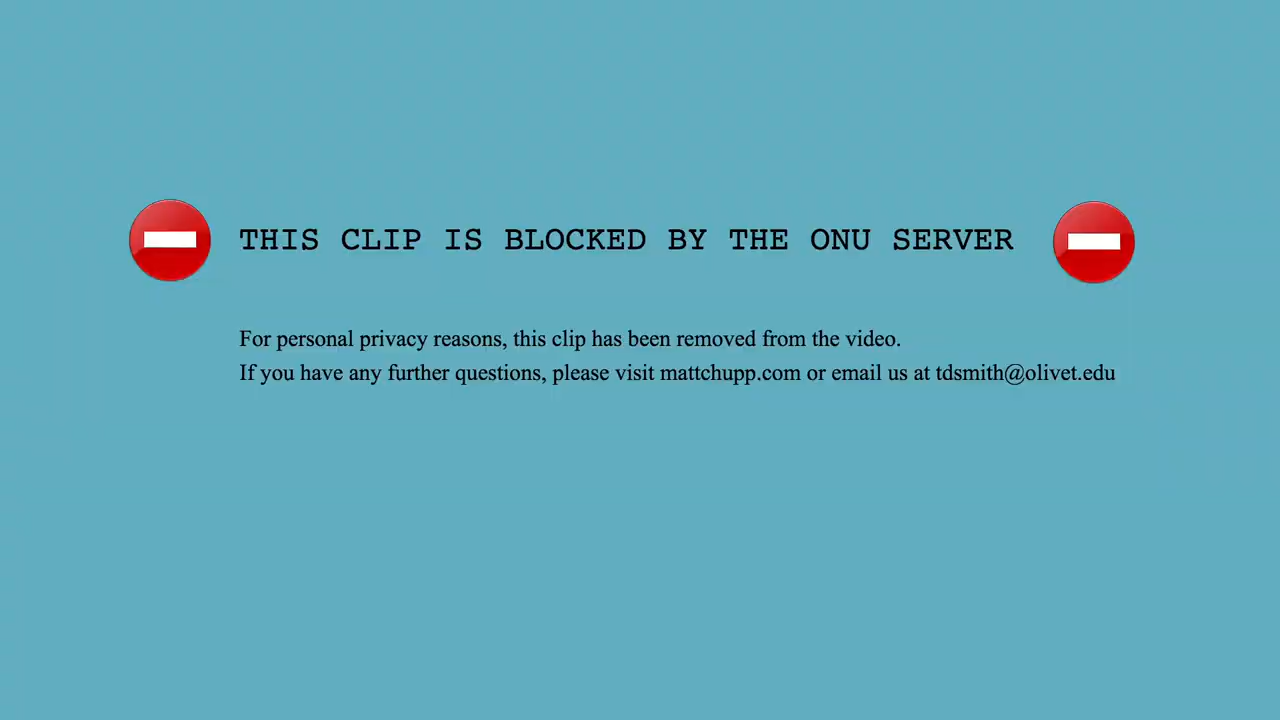 THIS CLIP IS BLOCKED BY THE ONU SERVER
For personal privacy reasons, this clip has been removed from the video.
If you have any further questions, please visit mattchupp.com or email us at tdsmith@olivet.edu